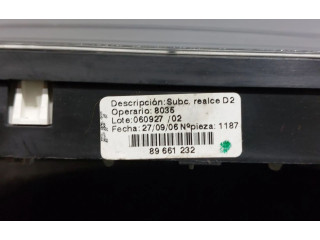 Descripción:Subc. realce D2
Operario: 8035
Lote:060927 /02
Fecha: 27/09/06 Nºpieza: 1187
89 661 232